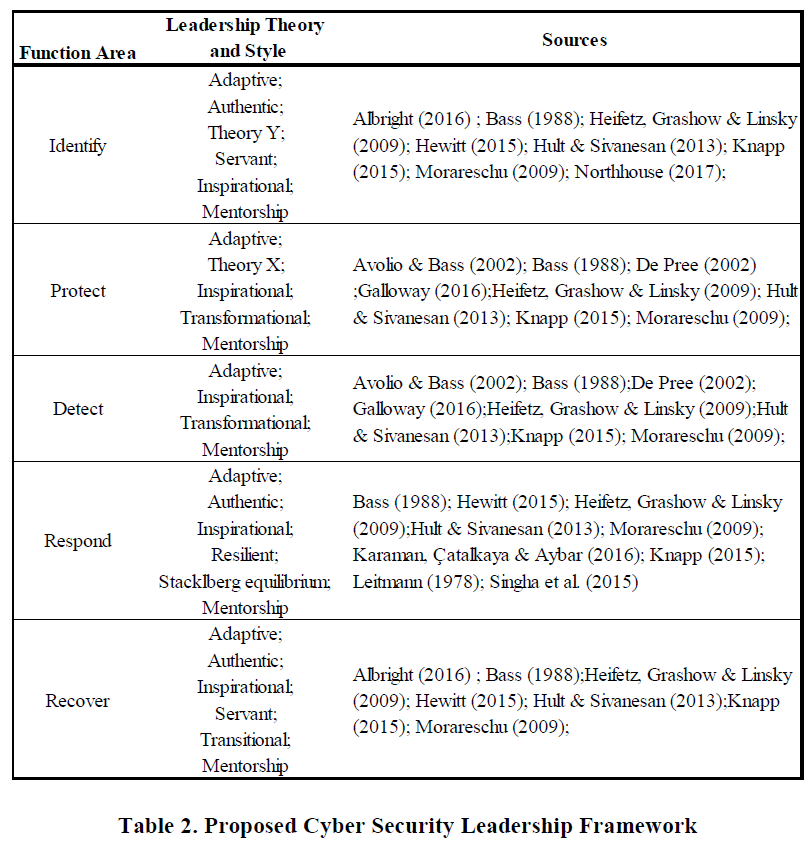 Function Area
Leadership Theory
and Style
Sources
Identify
Adaptive;
Authentic;
Theory Y;
Servant;
Inspirational;
Mentorship
Albright (2016) ; Bass (1988); Heifetz, Grashow & Linsky
(2009); Hewitt (2015); Hult & Sivanesan (2013); Knapp
(2015); Morareschu (2009); Northhouse (2017);
Protect
Adaptive;
Theory X;
Inspirational;
Transformational;
Mentorship
Avolio & Bass (2002); Bass (1988); De Pree (2002)
;Galloway (2016);Heifetz, Grashow & Linsky (2009); Hult
& Sivanesan (2013); Knapp (2015); Morareschu (2009);
Detect
Adaptive;
Inspirational;
Transformational;
Mentorship
Avolio & Bass (2002); Bass (1988);De Pree (2002);
Galloway (2016);Heifetz, Grashow & Linsky (2009);Hult
& Sivanesan (2013);Knapp (2015); Morareschu (2009);
Respond
Adaptive;
Authentic;
Inspirational;
Resilient;
Stacklberg equilibrium;
Mentorship
Bass (1988); Hewitt (2015); Heifetz, Grashow & Linsky
(2009);Hult & Sivanesan (2013); Morareschu (2009);
Karaman, Çatalkaya & Aybar (2016); Knapp (2015);
Leitmann (1978); Singha et al. (2015)
Recover
Adaptive;
Authentic;
Inspirational;
Servant;
Transitional;
Mentorship
Albright (2016) ; Bass (1988);Heifetz, Grashow & Linsky
(2009); Hewitt (2015); Hult & Sivanesan (2013);Knapp
(2015); Morareschu (2009);
Table 2. Proposed Cyber Security Leadership Framework